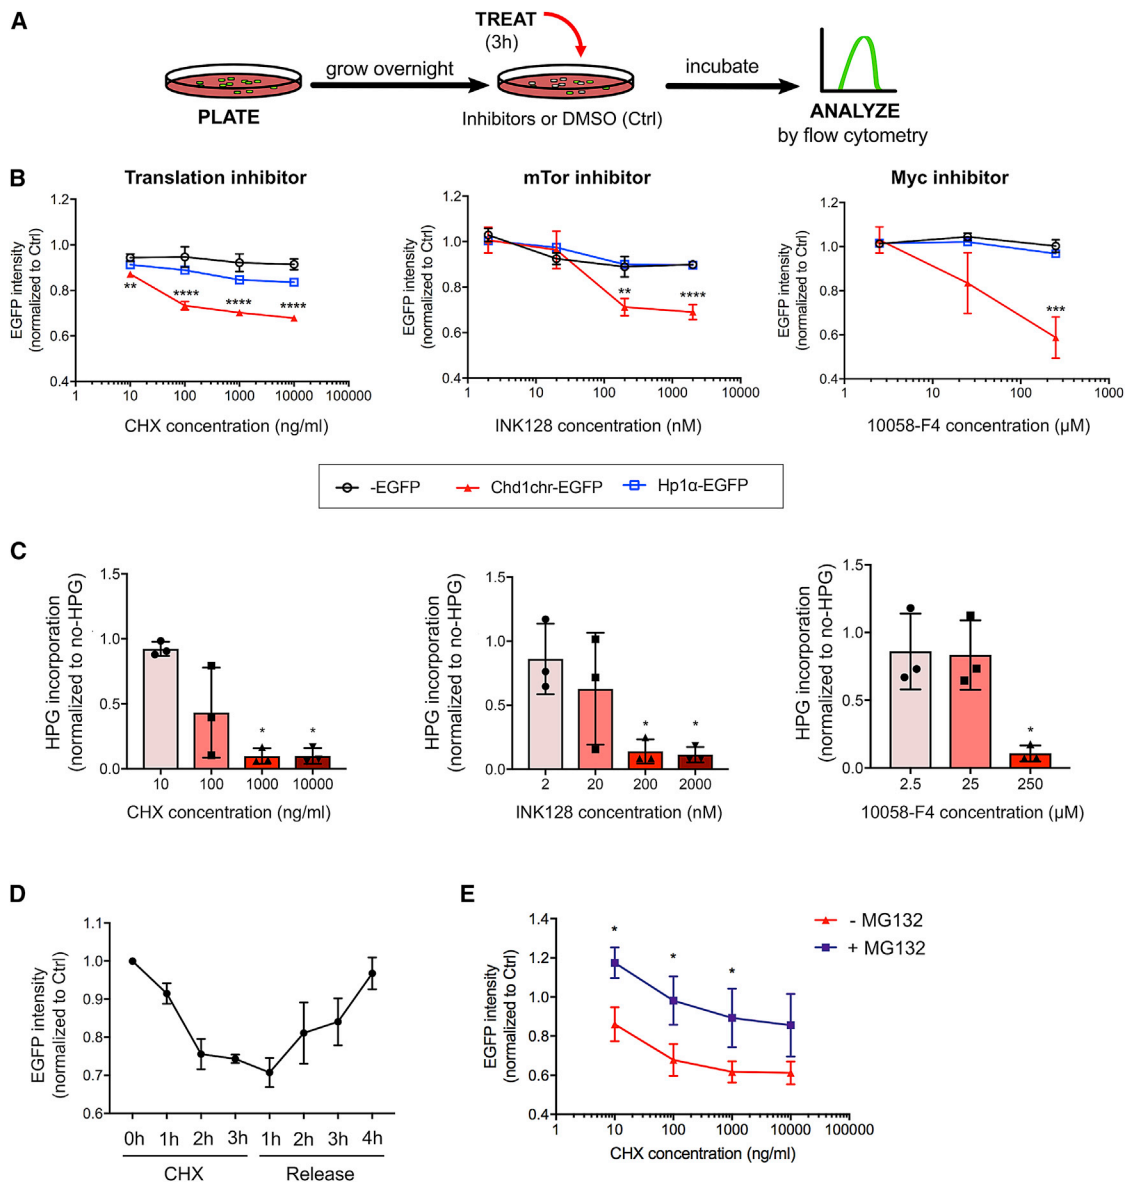 A
PLATE
grow overnight
TREAT
(3h)
Inhibitors or DMSO (Ctrl)
incubate
ANALYZE
by flow cytometry
B
Translation inhibitor
EGFP intensity
(normalized to Ctrl)
1.2
1.0
0.8
0.6
0.4
** **** **** ****
1 10 100 1000 10000 100000
CHX concentration (ng/ml)
mTor inhibitor
EGFP intensity
(normalized to Ctrl)
1.2
1.0
0.8
0.6
0.4
** ****
1 10 100 1000 10000
INK128 concentration (nM)
Myc inhibitor
EGFP intensity
(normalized to Ctrl)
1.2
1.0
0.8
0.6
0.4
***
1 10 100 1000
10058-F4 concentration (µM)
-EGFP Chd1chr-EGFP Hp1α-EGFP
C
HPG incorporation
(normalized to no-HPG)
1.5
1.0
0.5
0.0
* *
10 100 1000 10000
CHX concentration (ng/ml)
HPG incorporation
(normalized to no-HPG)
1.5
1.0
0.5
0.0
* *
2 20 200 2000
INK128 concentration (nM)
HPG incorporation
(normalized to no-HPG)
1.5
1.0
0.5
0.0
*
2.5 25 250
10058-F4 concentration (µM)
D
EGFP intensity
(normalized to Ctrl)
1.1
1.0
0.9
0.8
0.7
0.6
0h 1h 2h 3h 1h 2h 3h 4h
CHX Release
E
EGFP intensity
(normalized to Ctrl)
1.4
1.2
1.0
0.8
0.6
0.4
* * *
1 10 100 1000 10000 100000
CHX concentration (ng/ml)
- MG132
+ MG132